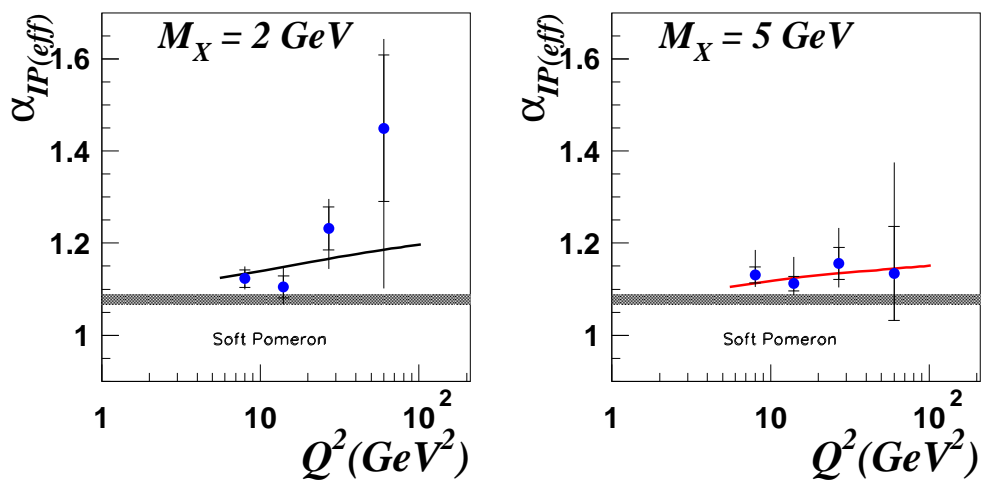 M_X = 2 GeV
α_IP(eff)
1.6
1.4
1.2
1
Soft Pomeron
1 10 10^2
Q^2(GeV^2)
M_X = 5 GeV
α_IP(eff)
1.6
1.4
1.2
1
Soft Pomeron
1 10 10^2
Q^2(GeV^2)